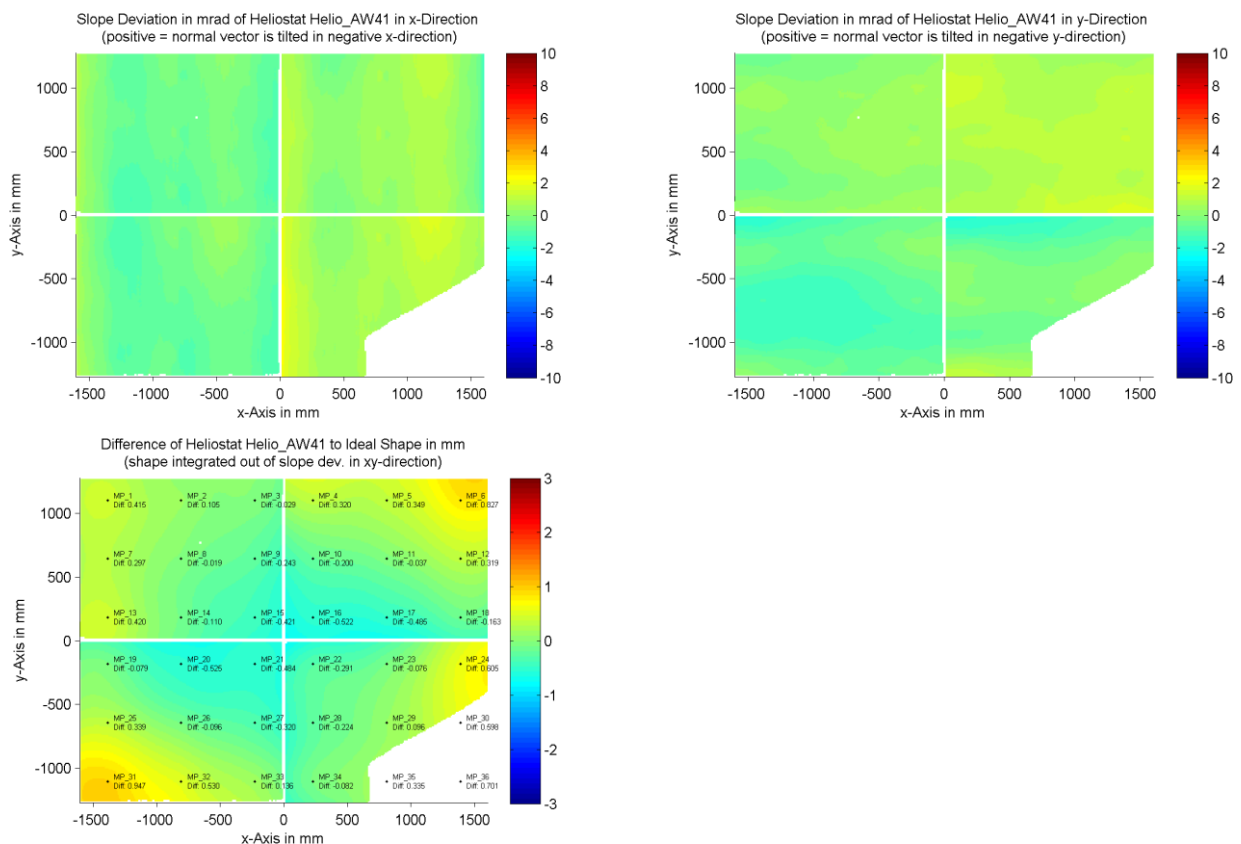 Slope Deviation in mrad of Heliostat Helio_AW41 in x-Direction
(positive = normal vector is tilted in negative x-direction)
1000
500
0
-500
-1000
y-Axis in mm
-1500 -1000 -500 0 500 1000 1500
x-Axis in mm
10
8
6
4
2
0
-2
-4
-6
-8
-10
Slope Deviation in mrad of Heliostat Helio_AW41 in y-Direction
(positive = normal vector is tilted in negative y-direction)
1000
500
0
-500
-1000
y-Axis in mm
-1500 -1000 -500 0 500 1000 1500
x-Axis in mm
10
8
6
4
2
0
-2
-4
-6
-8
-10
Difference of Heliostat Helio_AW41 to Ideal Shape in mm
(shape integrated out of slope dev. in xy-direction)
1000
500
0
-500
-1000
y-Axis in mm
MP_1 MP_2 MP_3 MP_4 MP_5 MP_6
Diff: 0.415 Diff: 0.105 Diff: -0.029 Diff: 0.320 Diff: 0.349 Diff: 0.827
MP_7 MP_8 MP_9 MP_10 MP_11 MP_12
Diff: 0.297 Diff: -0.019 Diff: -0.243 Diff: -0.200 Diff: -0.037 Diff: 0.319
MP_13 MP_14 MP_15 MP_16 MP_17 MP_18
Diff: 0.420 Diff: -0.110 Diff: -0.421 Diff: -0.522 Diff: -0.485 Diff: -0.163
MP_19 MP_20 MP_21 MP_22 MP_23 MP_24
Diff: -0.079 Diff: -0.525 Diff: -0.484 Diff: -0.291 Diff: -0.076 Diff: 0.605
MP_25 MP_26 MP_27 MP_28 MP_29 MP_30
Diff: 0.339 Diff: -0.096 Diff: -0.320 Diff: -0.224 Diff: 0.096 Diff: 0.598
MP_31 MP_32 MP_33 MP_34 MP_35 MP_36
Diff: 0.947 Diff: 0.530 Diff: 0.136 Diff: -0.082 Diff: 0.335 Diff: 0.701
-1500 -1000 -500 0 500 1000 1500
x-Axis in mm
3
2
1
0
-1
-2
-3